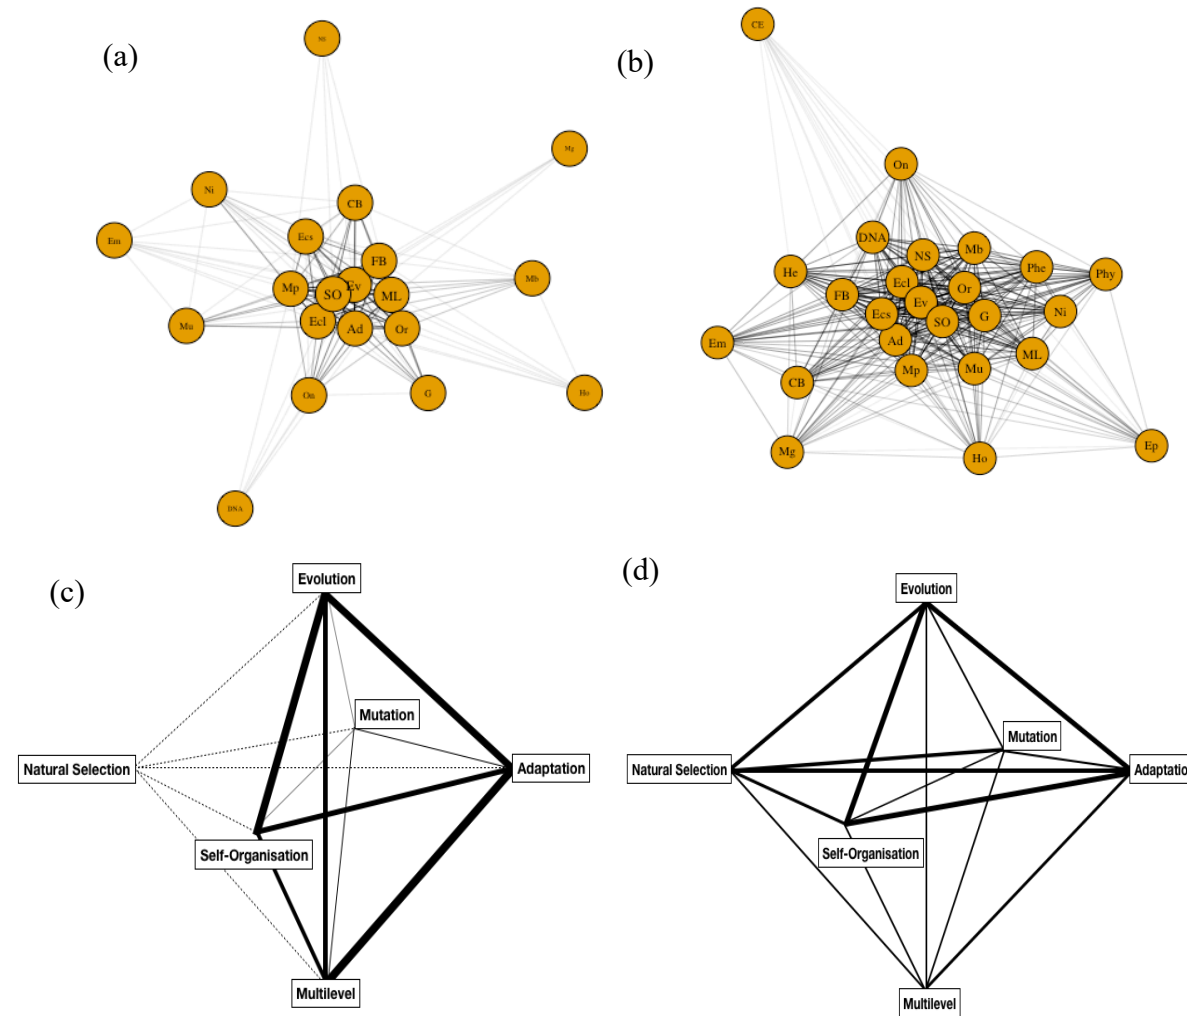 (a)
Mg
Ni
CB
Em
Ecs
FB
Mb
Mp
SO
Ev
ML
Mu
Ecl
Ad
Or
On
G
Ho
DNA
(b)
CE
On
DNA
NS
Mb
He
Phe
Phy
FB
Ecl
Or
Ev
Ecs
SO
G
Ni
Em
Ad
ML
CB
Mp
Mu
Mg
Ho
Ep
(c)
Evolution
Mutation
Natural Selection
Adaptation
Self-Organisation
Multilevel
(d)
Evolution
Mutation
Natural Selection
Adaptatio
Self-Organisation
Multilevel